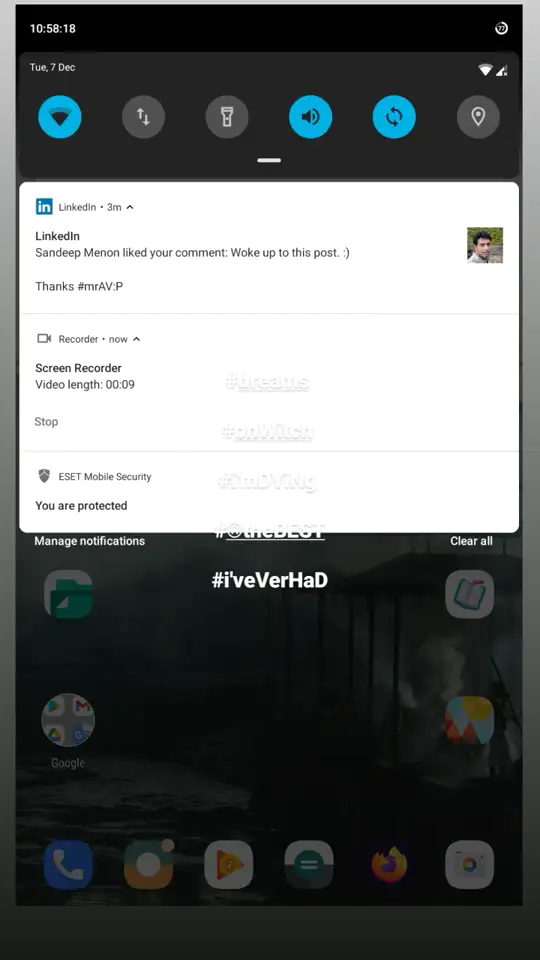 10:58:18
77
Tue, 7 Dec
LinkedIn • 3m
LinkedIn
Sandeep Menon liked your comment: Woke up to this post. :)
Thanks #mrAV:P
Recorder • now
Screen Recorder
Video length: 00:09
#dreams
Stop
#onWitch
ESET Mobile Security
#i'mDYiNg
You are protected
#®theBEST
Manage notifications
Clear all
#i'veVerHaD
Google